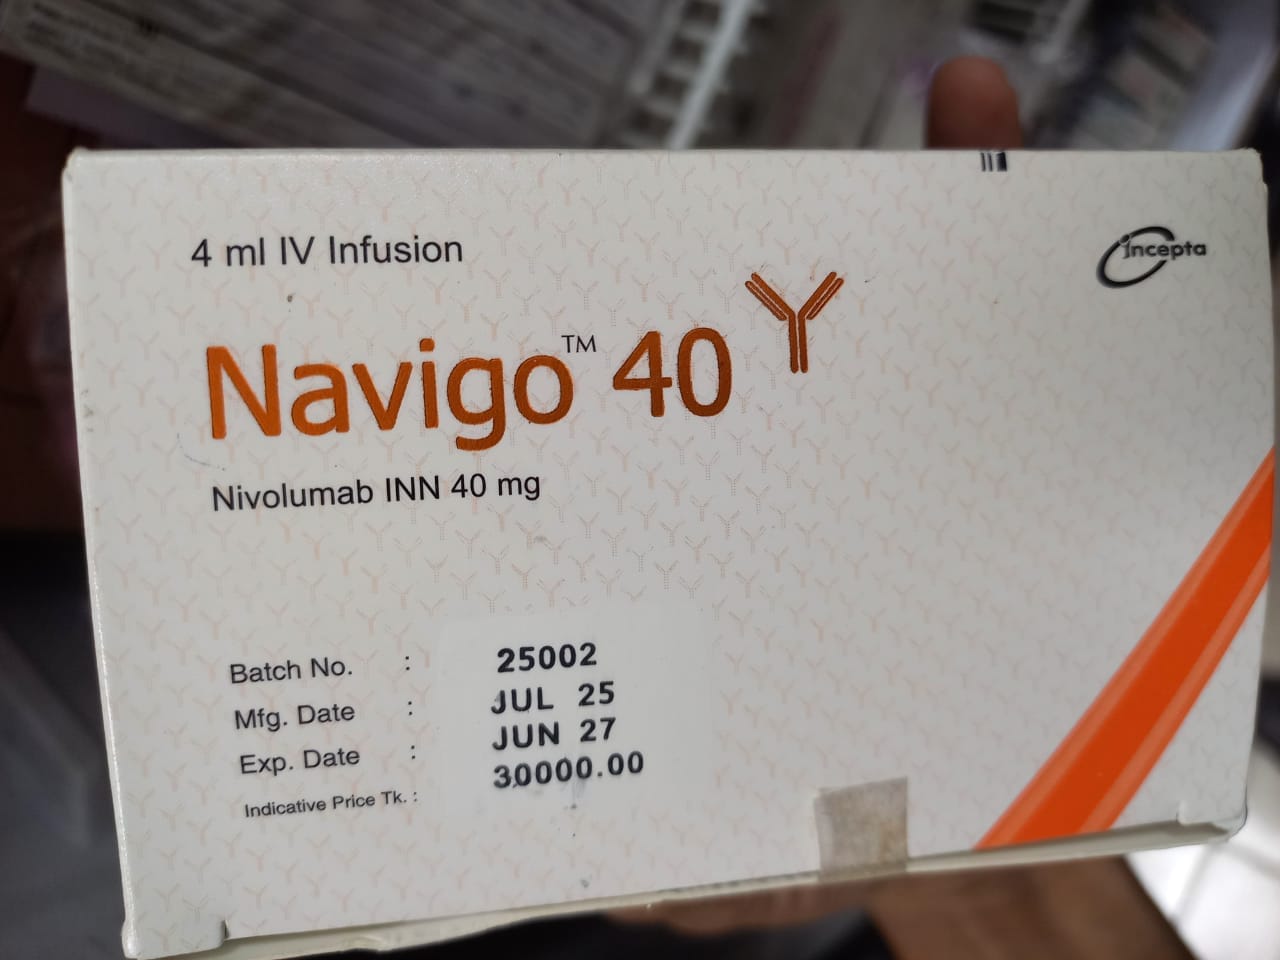 4 ml IV Infusion
incepta
Navigo™ 40
Nivolumab INN 40 mg
Batch No. : 25002
Mfg. Date : JUL 25
Exp. Date : JUN 27
Indicative Price Tk. : 30000.00